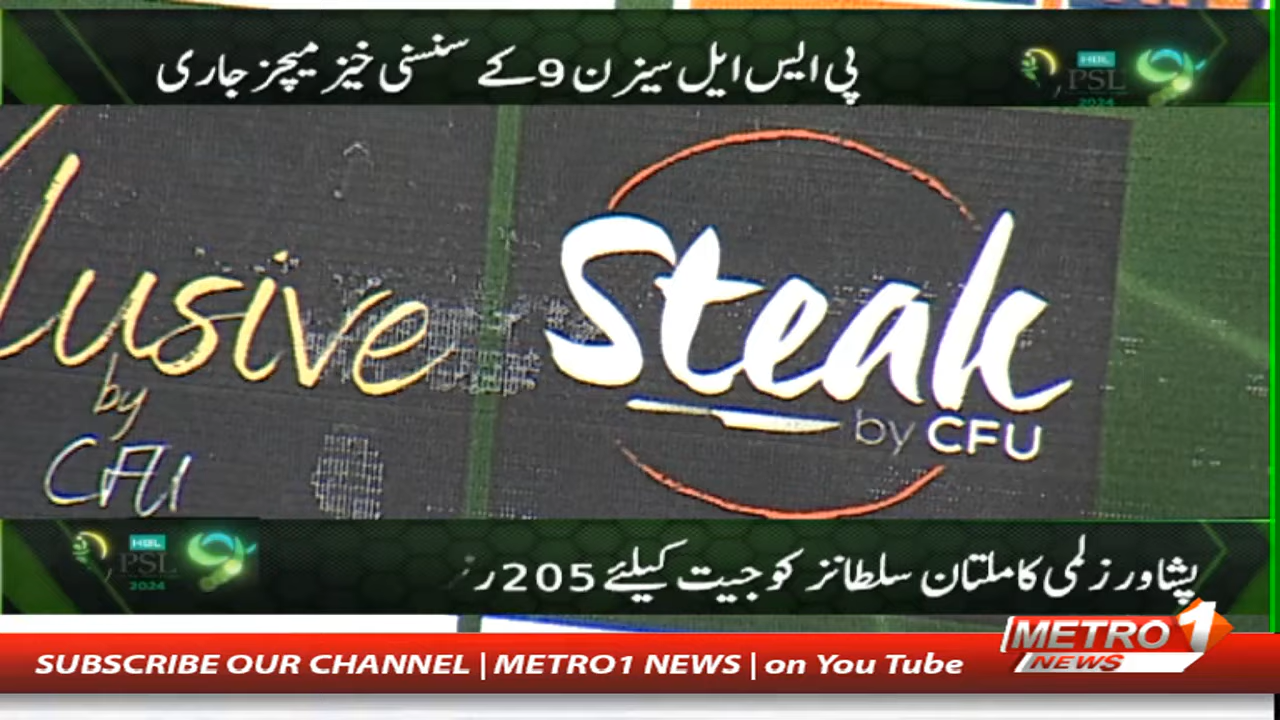 پی ایس ایل سیزن 9 کے سنسنی خیز میچز جاری
HBL
PSL
2024
lusive
by
CFU
Steak
by CFU
HBL
PSL
2024
پشاور زلمی کا ملتان سلطانز کو جیت کیلئے 205
METRO 1
NEWS
SUBSCRIBE OUR CHANNEL | METRO1 NEWS | on You Tube